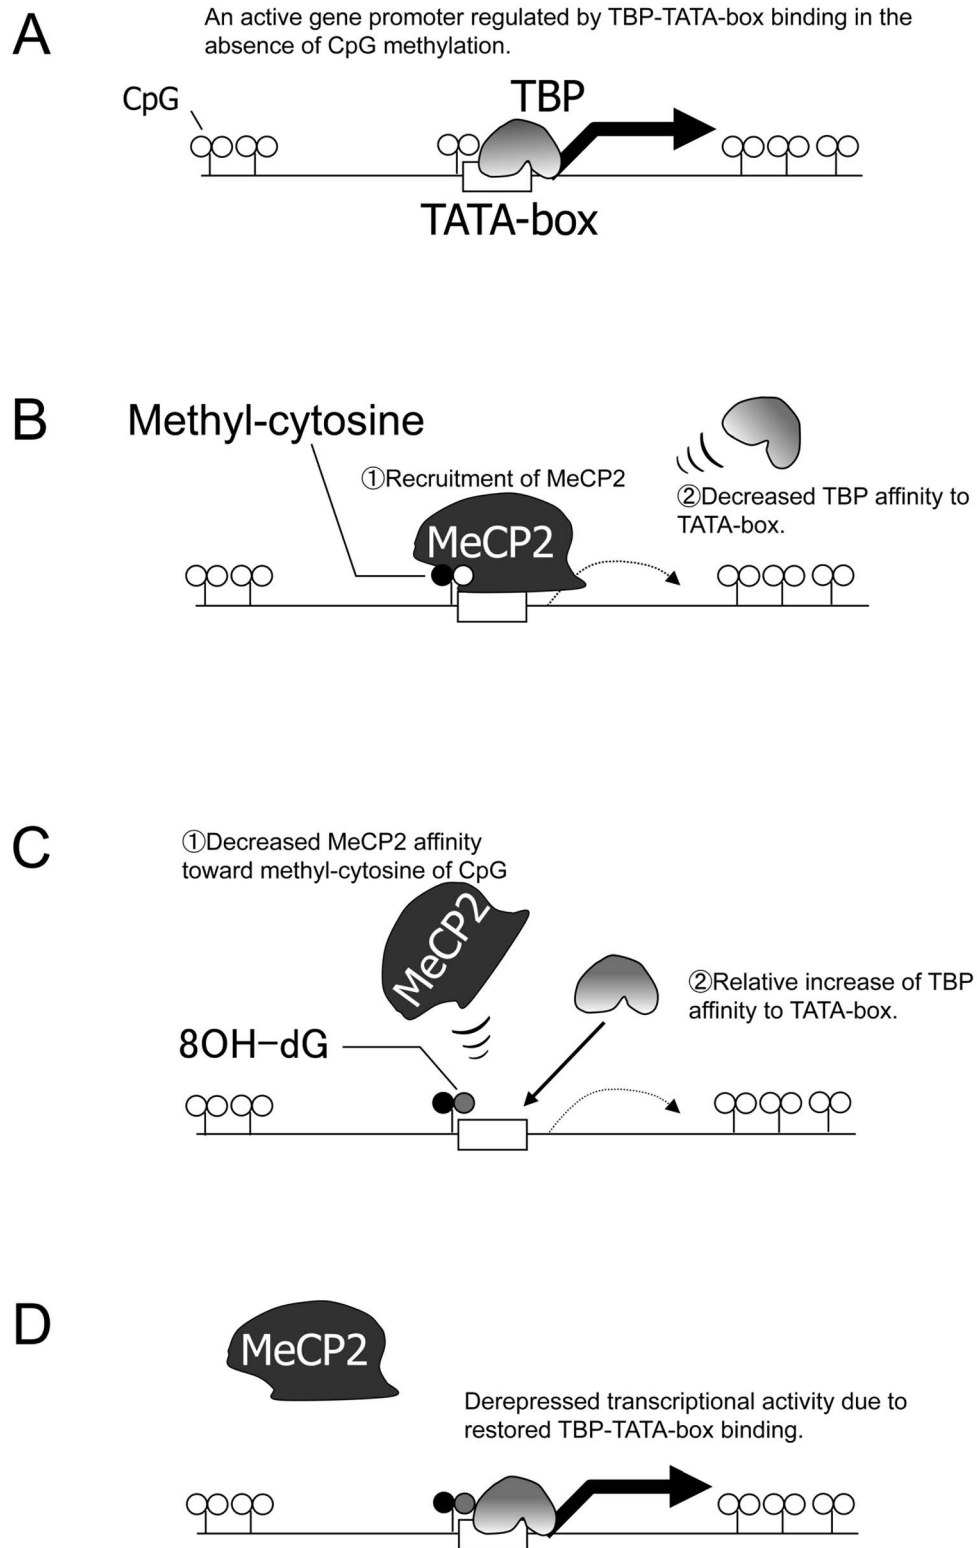 A
An active gene promoter regulated by TBP-TATA-box binding in the
absence of CpG methylation.
CpG
TBP
TATA-box
B
Methyl-cytosine
①Recruitment of MeCP2
MeCP2
②Decreased TBP affinity to
TATA-box.
C
①Decreased MeCP2 affinity
toward methyl-cytosine of CpG
MeCP2
②Relative increase of TBP
affinity to TATA-box.
8OH-dG
D
MeCP2
Derepressed transcriptional activity due to
restored TBP-TATA-box binding.